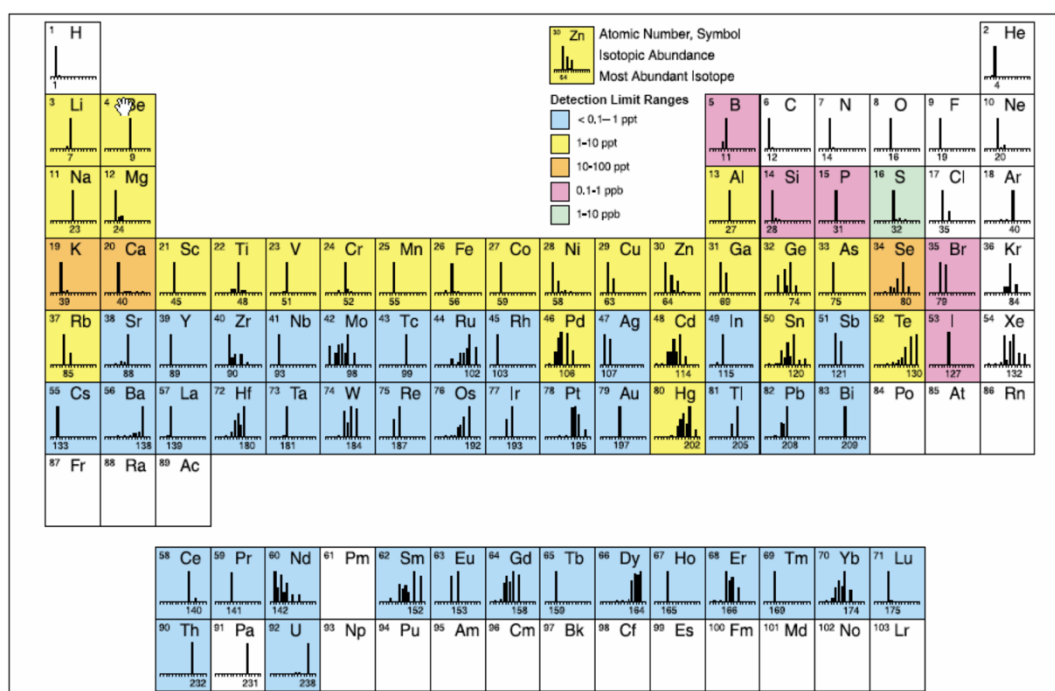 1 H 30 Zn Atomic Number, Symbol 2 He
Isotopic Abundance
64 Most Abundant Isotope
1 4
Detection Limit Ranges
< 0.1–1 ppt
1-10 ppt
10-100 ppt
0.1-1 ppb
1-10 ppb
3 Li 4 Be 5 B 6 C 7 N 8 O 9 F 10 Ne
7 9 11 12 14 16 19 20
11 Na 12 Mg 13 Al 14 Si 15 P 16 S 17 Cl 18 Ar
23 24 27 28 31 32 35 40
19 K 20 Ca 21 Sc 22 Ti 23 V 24 Cr 25 Mn 26 Fe 27 Co 28 Ni 29 Cu 30 Zn 31 Ga 32 Ge 33 As 34 Se 35 Br 36 Kr
39 40 45 48 51 52 55 56 59 58 63 64 69 74 75 80 79 84
37 Rb 38 Sr 39 Y 40 Zr 41 Nb 42 Mo 43 Tc 44 Ru 45 Rh 46 Pd 47 Ag 48 Cd 49 In 50 Sn 51 Sb 52 Te 53 I 54 Xe
85 88 89 90 93 98 99 102 103 106 107 114 115 120 121 130 127 132
55 Cs 56 Ba 57 La 72 Hf 73 Ta 74 W 75 Re 76 Os 77 Ir 78 Pt 79 Au 80 Hg 81 Tl 82 Pb 83 Bi 84 Po 85 At 86 Rn
133 138 139 180 181 184 187 192 193 195 197 202 205 208 209
87 Fr 88 Ra 89 Ac
58 Ce 59 Pr 60 Nd 61 Pm 62 Sm 63 Eu 64 Gd 65 Tb 66 Dy 67 Ho 68 Er 69 Tm 70 Yb 71 Lu
140 141 142 152 153 158 159 164 165 166 169 174 175
90 Th 91 Pa 92 U 93 Np 94 Pu 95 Am 96 Cm 97 Bk 98 Cf 99 Es 100 Fm 101 Md 102 No 103 Lr
232 231 238